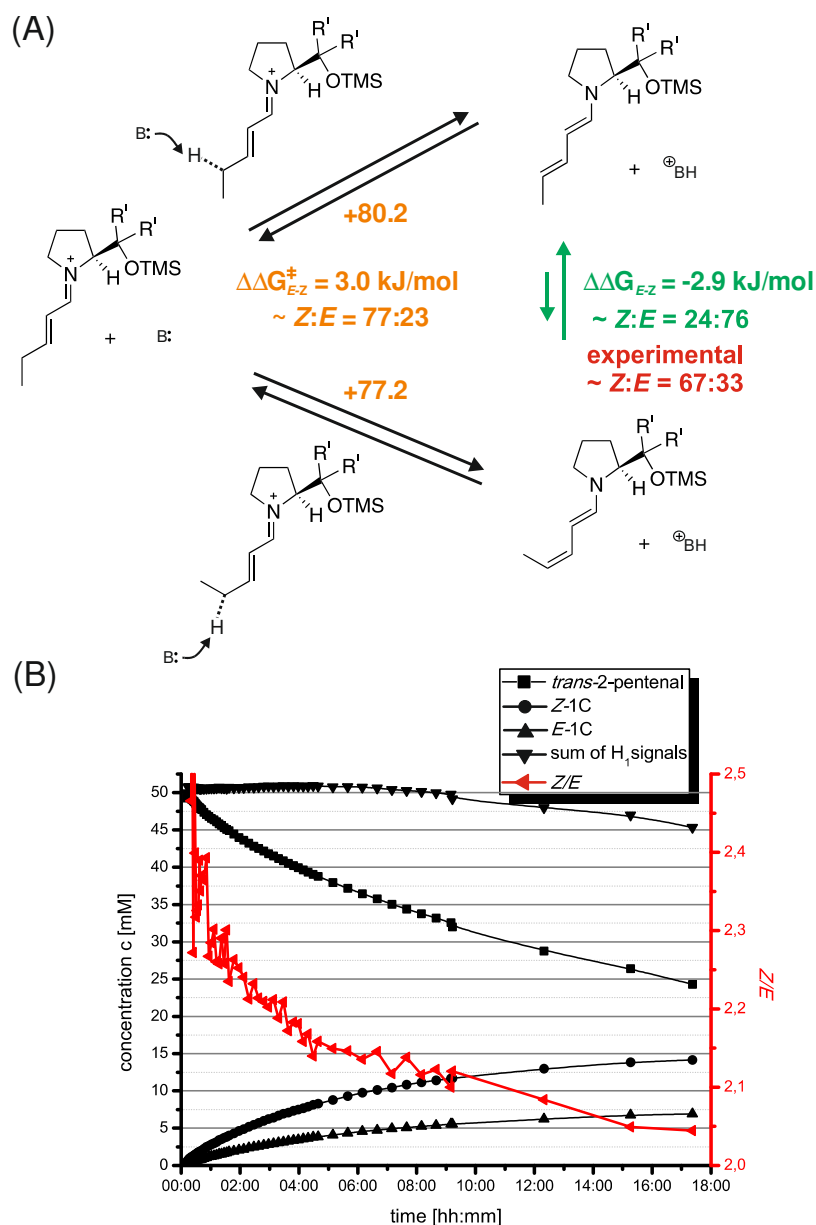 (A)
R'
R'
N
+
OTMS
H
B:
H
R'
R'
N
OTMS
+
⊕BH
+80.2
R'
R'
N
+
OTMS
H
+
B:
ΔΔG‡E-Z = 3.0 kJ/mol
~ Z:E = 77:23
ΔΔGE-Z = -2.9 kJ/mol
~ Z:E = 24:76
experimental
~ Z:E = 67:33
+77.2
R'
R'
N
+
OTMS
H
H
B:
R'
R'
N
OTMS
H
+
⊕BH
(B)
trans-2-pentenal
Z-1C
E-1C
sum of H1signals
Z/E
50
45
40
35
30
25
20
15
10
5
0
concentration c [mM]
2,5
2,4
2,3
2,2
2,1
2,0
Z/E
00:00 02:00 04:00 06:00 08:00 10:00 12:00 14:00 16:00 18:00
time [hh:mm]